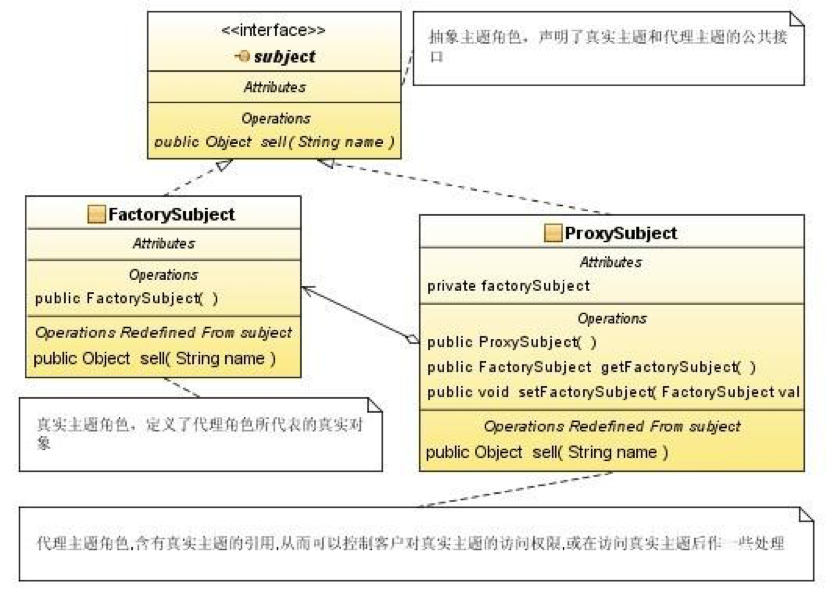 <<interface>>
subject
Attributes
Operations
public Object sell( String name )
抽象主题角色，声明了真实主题和代理主题的公共接
口
FactorySubject
Attributes
Operations
public FactorySubject( )
Operations Redefined From subject
public Object sell( String name )
真实主题角色，定义了代理角色所代表的真实对
象
ProxySubject
Attributes
private factorySubject
Operations
public ProxySubject( )
public FactorySubject getFactorySubject( )
public void setFactorySubject( FactorySubject val
Operations Redefined From subject
public Object sell( String name )
代理主题角色,含有真实主题的引用,从而可以控制客户对真实主题的访问权限,或在访问真实主题后作一些处理